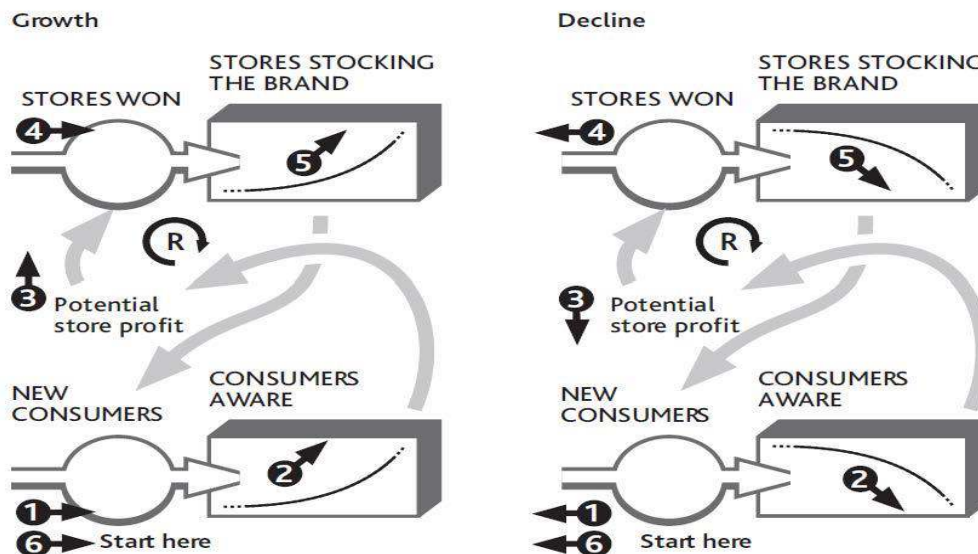 Growth
STORES STOCKING
THE BRAND
STORES WON
4
5
R
3
Potential
store profit
NEW
CONSUMERS
CONSUMERS
AWARE
2
1
6 Start here
Decline
STORES STOCKING
THE BRAND
STORES WON
4
5
R
3
Potential
store profit
NEW
CONSUMERS
CONSUMERS
AWARE
2
1
6 Start here